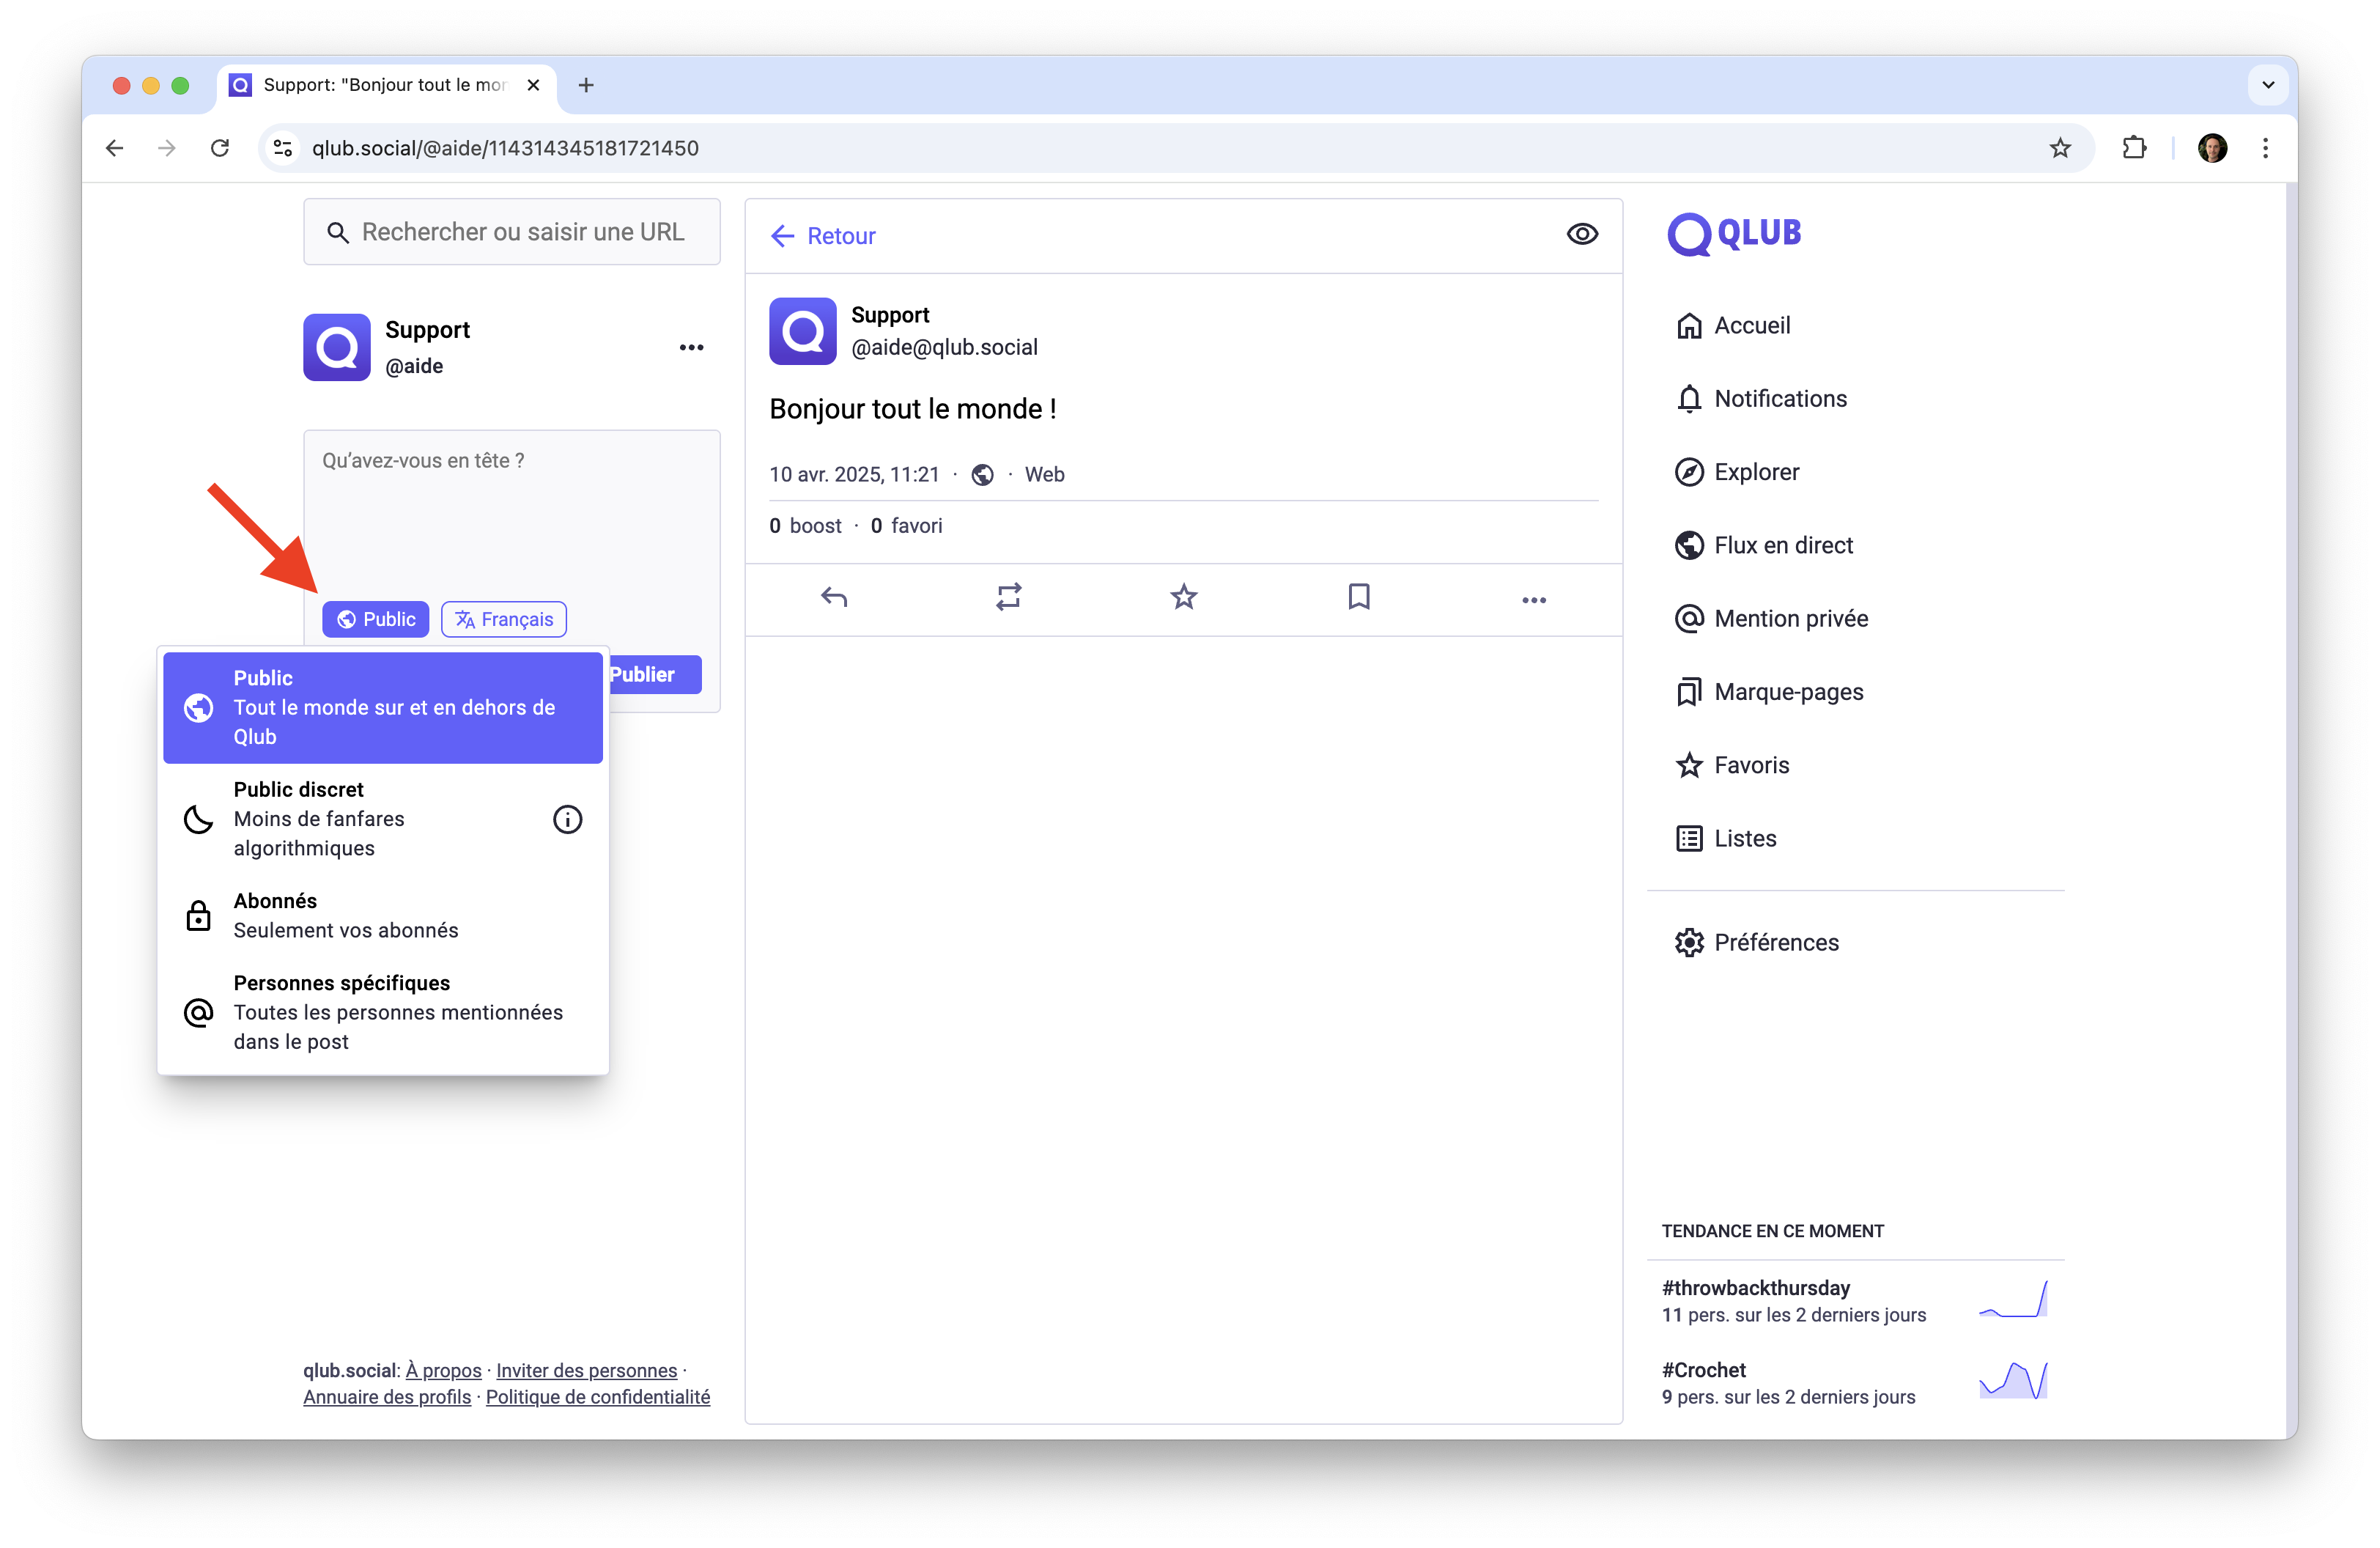 Support: "Bonjour tout le mon
qlub.social/@aide/114314345181721450
Rechercher ou saisir une URL
Support
@aide
Qu’avez-vous en tête ?
Public
Français
Publier
Public
Tout le monde sur et en dehors de
Qlub
Public discret
Moins de fanfares
algorithmiques
Abonnés
Seulement vos abonnés
Personnes spécifiques
Toutes les personnes mentionnées
dans le post
qlub.social: À propos · Inviter des personnes ·
Annuaire des profils · Politique de confidentialité
Retour
Support
@aide@qlub.social
Bonjour tout le monde !
10 avr. 2025, 11:21 · · Web
0 boost · 0 favori
QLUB
Accueil
Notifications
Explorer
Flux en direct
Mention privée
Marque-pages
Favoris
Listes
Préférences
TENDANCE EN CE MOMENT
#throwbackthursday
11 pers. sur les 2 derniers jours
#Crochet
9 pers. sur les 2 derniers jours